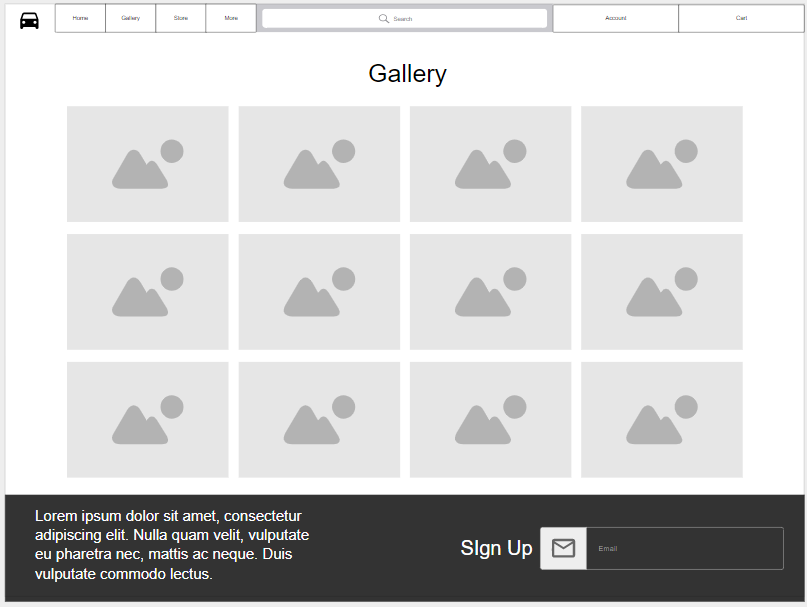 Home Gallery Store More Search Account Cart
Gallery
Lorem ipsum dolor sit amet, consectetur
adipiscing elit. Nulla quam velit, vulputate
eu pharetra nec, mattis ac neque. Duis
vulputate commodo lectus.
SIgn Up Email